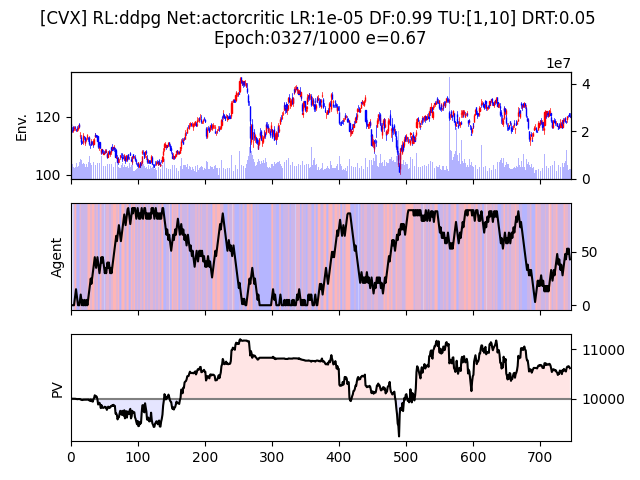 [CVX] RL:ddpg Net:actorcritic LR:1e-05 DF:0.99 TU:[1,10] DRT:0.05
Epoch:0327/1000 e=0.67
1e7
Env.
120
100
4
2
0
Agent
50
0
PV
11000
10000
0 100 200 300 400 500 600 700